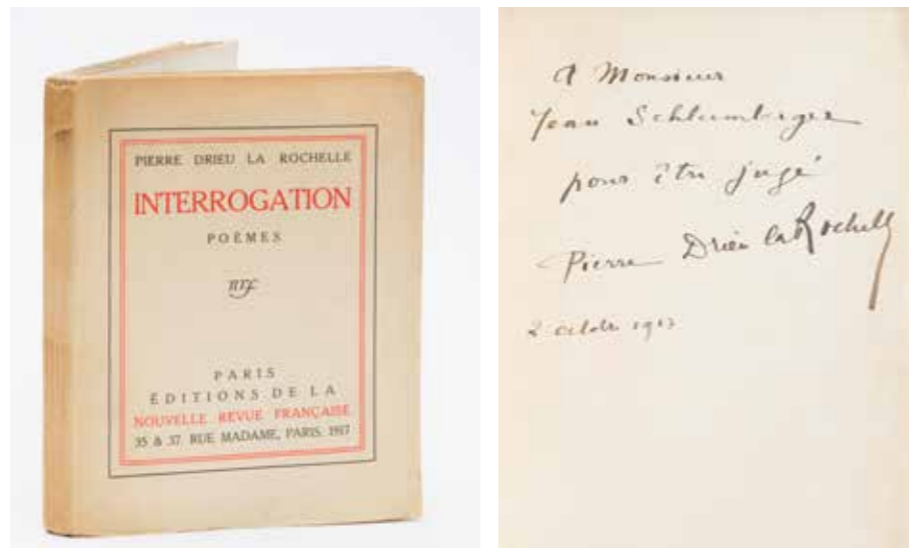 PIERRE DRIEU LA ROCHELLE
INTERROGATION
POÈMES
nrf
PARIS
ÉDITIONS DE LA
NOUVELLE REVUE FRANÇAISE
35 & 37, RUE MADAME, PARIS. 1917
A Monsieur
Jean Schlumberger
pour être jugé
Pierre Drieu la Rochelle
2 octobr 1917